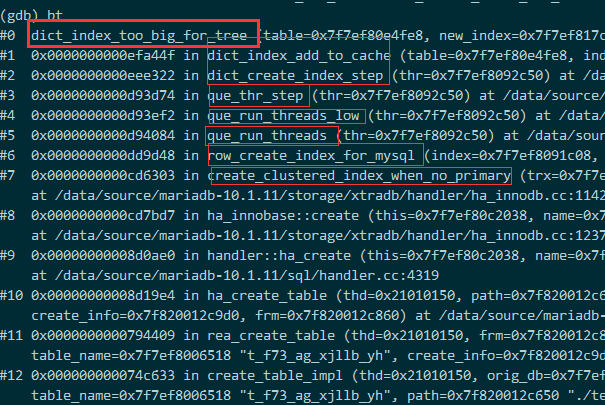 (gdb) bt
#0 dict_index_too_big_for_tree (table=0x7f7ef80e4fe8, new_index=0x7f7ef817c
#1 0x0000000000efa44f in dict_index_add_to_cache (table=0x7f7ef80e4fe8, ind
#2 0x0000000000eee322 in dict_create_index_step (thr=0x7f7ef8092c50) at /da
#3 0x0000000000d93d74 in que_thr_step (thr=0x7f7ef8092c50) at /data/source/
#4 0x0000000000d93ef2 in que_run_threads_low (thr=0x7f7ef8092c50) at /data/
#5 0x0000000000d94084 in que_run_threads (thr=0x7f7ef8092c50) at /data/sour
#6 0x0000000000dd9d48 in row_create_index_for_mysql (index=0x7f7ef8091c08,
#7 0x0000000000cd6303 in create_clustered_index_when_no_primary (trx=0x7f7e
at /data/source/mariadb-10.1.11/storage/xtradb/handler/ha_innodb.cc:1142
#8 0x0000000000cd7bd7 in ha_innobase::create (this=0x7f7ef80c2038, name=0x7
at /data/source/mariadb-10.1.11/storage/xtradb/handler/ha_innodb.cc:1237
#9 0x00000000008d0ae0 in handler::ha_create (this=0x7f7ef80c2038, name=0x7f
at /data/source/mariadb-10.1.11/sql/handler.cc:4319
#10 0x00000000008d19e4 in ha_create_table (thd=0x21010150, path=0x7f820012c6
create_info=0x7f820012c9d0, frm=0x7f820012c860) at /data/source/mariadb-
#11 0x0000000000794409 in rea_create_table (thd=0x21010150, frm=0x7f820012c8
table_name=0x7f7ef8006518 "t_f73_ag_xjllb_yh", create_info=0x7f820012c9d
#12 0x000000000074c633 in create_table_impl (thd=0x21010150, orig_db=0x7f7ef
table_name=0x7f7ef8006518 "t_f73_ag_xjllb_yh", path=0x7f820012c650 "./te